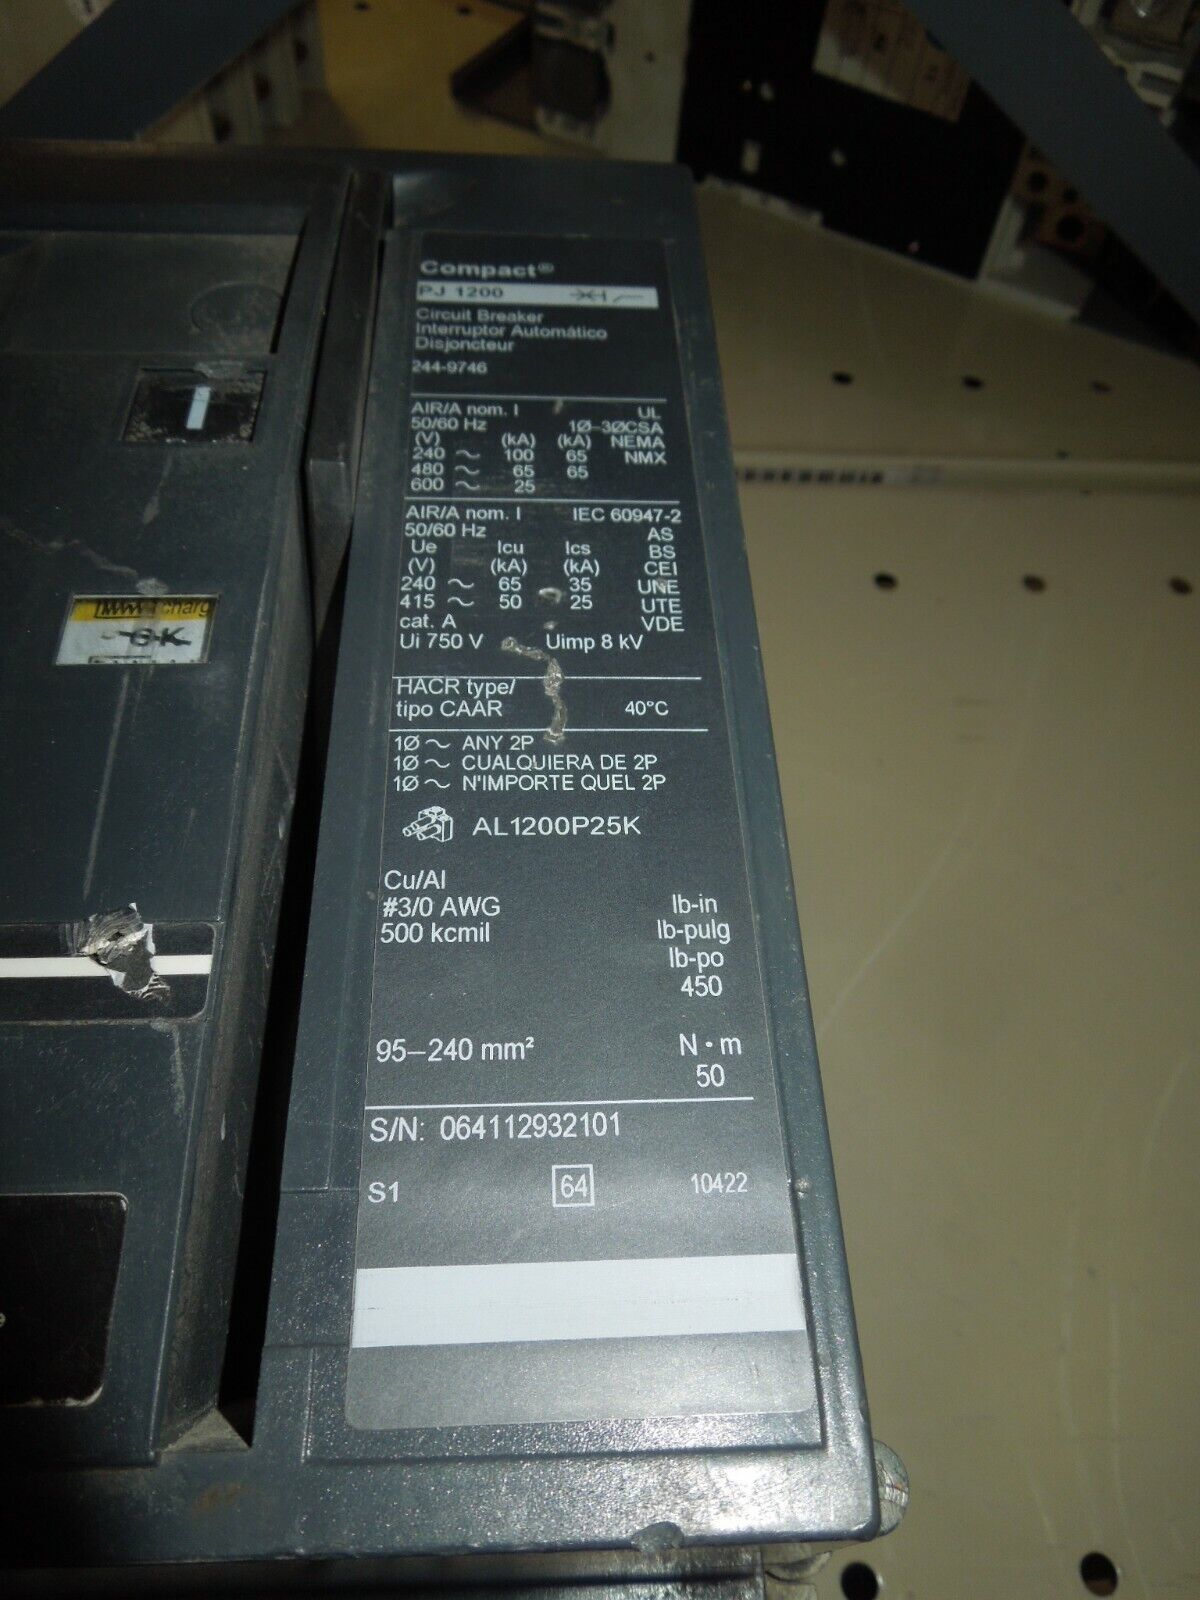 Compact®
PJ 1200
Circuit Breaker
Interruptor Automático
Disjoncteur
244-9746
AIR/A nom. I UL
50/60 Hz 1Ø–3ØCSA
(V) (kA) (kA) NEMA
240 ~ 100 65 NMX
480 ~ 65 65
600 ~ 25
AIR/A nom. I IEC 60947-2
50/60 Hz AS
Ue Icu Ics BS
(V) (kA) (kA) CEI
240 ~ 65 35 UNE
415 ~ 50 25 UTE
cat. A VDE
Ui 750 V Uimp 8 kV
HACR type/
tipo CAAR 40°C
1Ø ~ ANY 2P
1Ø ~ CUALQUIERA DE 2P
1Ø ~ N'IMPORTE QUEL 2P
AL1200P25K
Cu/Al
#3/0 AWG lb-in
500 kcmil lb-pulg
lb-po
450
95–240 mm² N•m
50
S/N: 064112932101
S1 64 10422
I
charg
OK